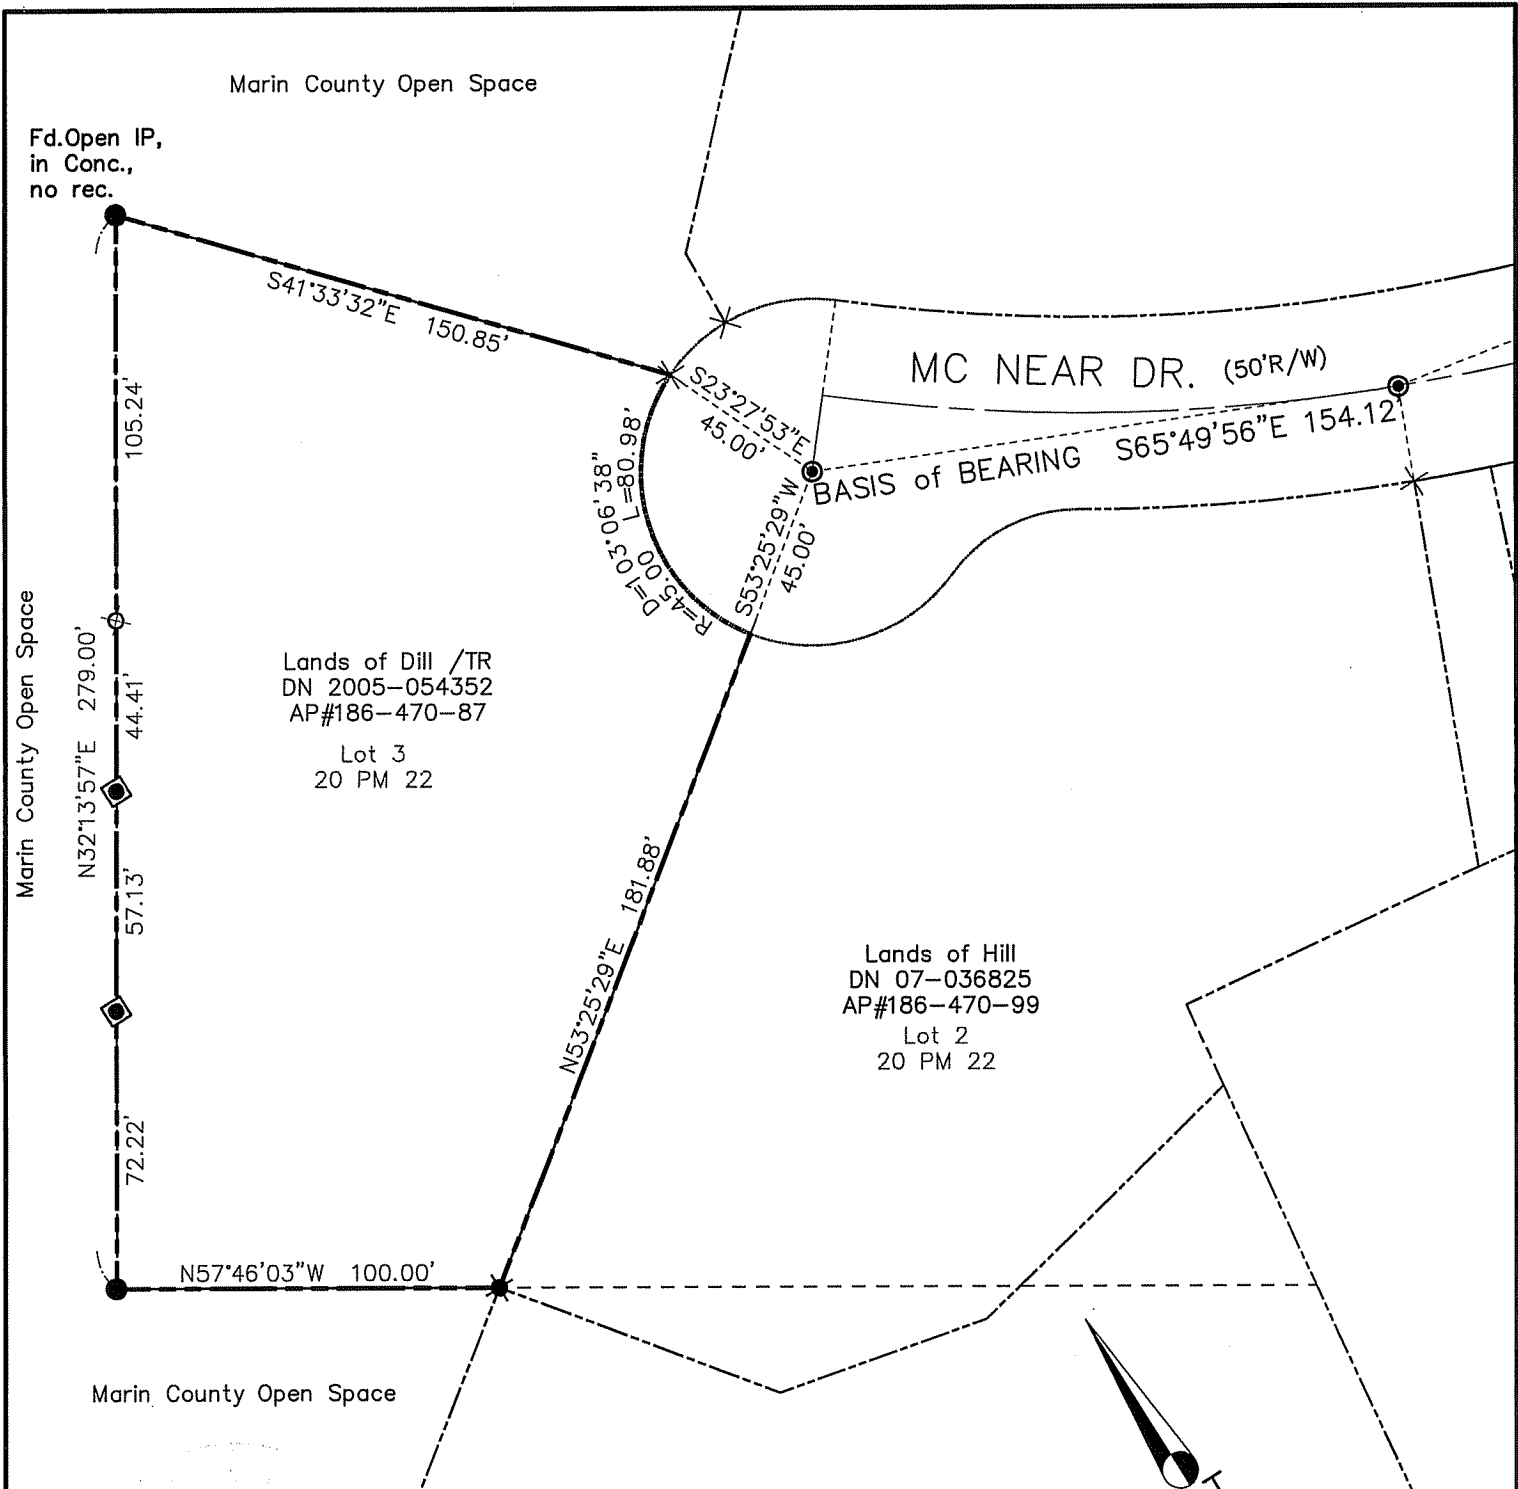 Marin County Open Space
Fd.Open IP,
in Conc.,
no rec.
S41°33'32"E 150.85'
MC NEAR DR. (50'R/W)
S23°27'53"E
45.00'
BASIS of BEARING S65°49'56"E 154.12'
105.24'
D=103°06'38"
L=80.98'
R=45.00
S53°25'29"W
45.00'
Marin County Open Space
N32°13'57"E 279.00'
44.41'
Lands of Dill /TR
DN 2005-054352
AP#186-470-87
Lot 3
20 PM 22
57.13'
N53°25'29"E 181.88'
Lands of Hill
DN 07-036825
AP#186-470-99
Lot 2
20 PM 22
72.22'
N57°46'03"W 100.00'
Marin County Open Space